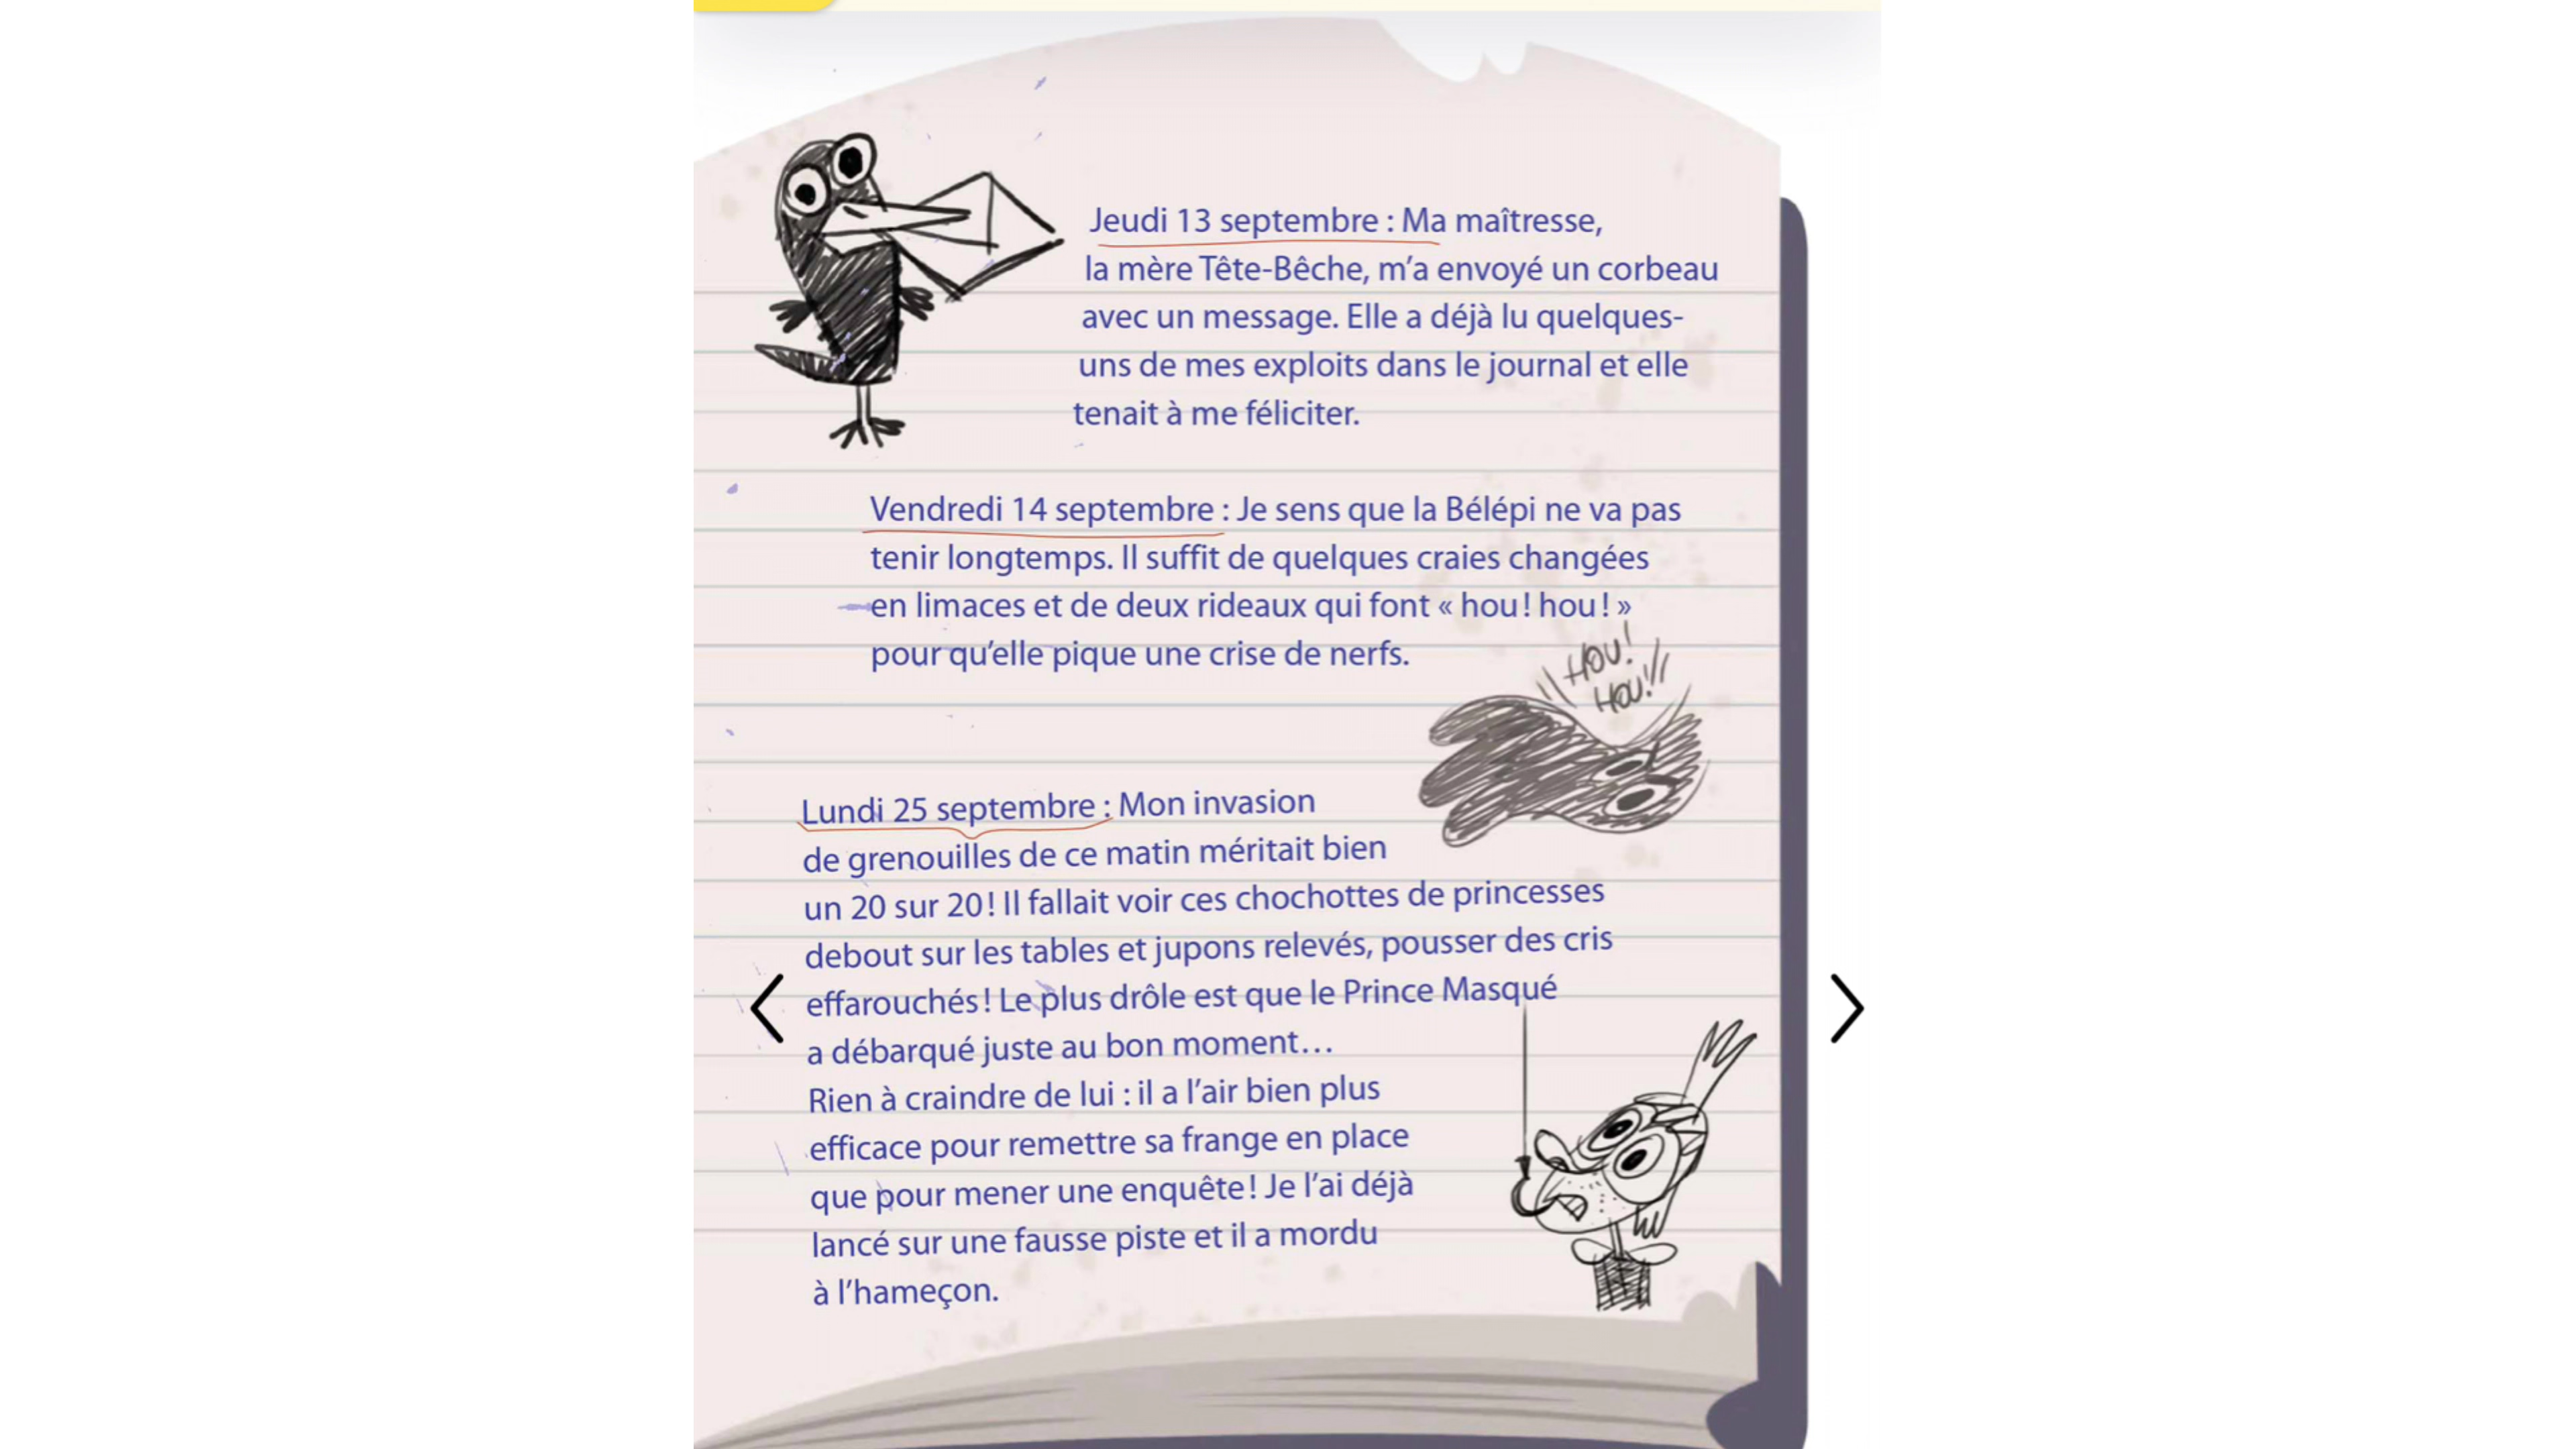 Jeudi 13 septembre : Ma maîtresse,
la mère Tête-Bêche, m’a envoyé un corbeau
avec un message. Elle a déjà lu quelques-
uns de mes exploits dans le journal et elle
tenait à me féliciter.
Vendredi 14 septembre : Je sens que la Bélépi ne va pas
tenir longtemps. Il suffit de quelques craies changées
en limaces et de deux rideaux qui font « hou ! hou ! »
pour qu’elle pique une crise de nerfs.
HOU !
HOU !
Lundi 25 septembre : Mon invasion
de grenouilles de ce matin méritait bien
un 20 sur 20 ! Il fallait voir ces chochottes de princesses
debout sur les tables et jupons relevés, pousser des cris
effarouchés ! Le plus drôle est que le Prince Masqué
a débarqué juste au bon moment…
Rien à craindre de lui : il a l’air bien plus
efficace pour remettre sa frange en place
que pour mener une enquête ! Je l’ai déjà
lancé sur une fausse piste et il a mordu
à l’hameçon.